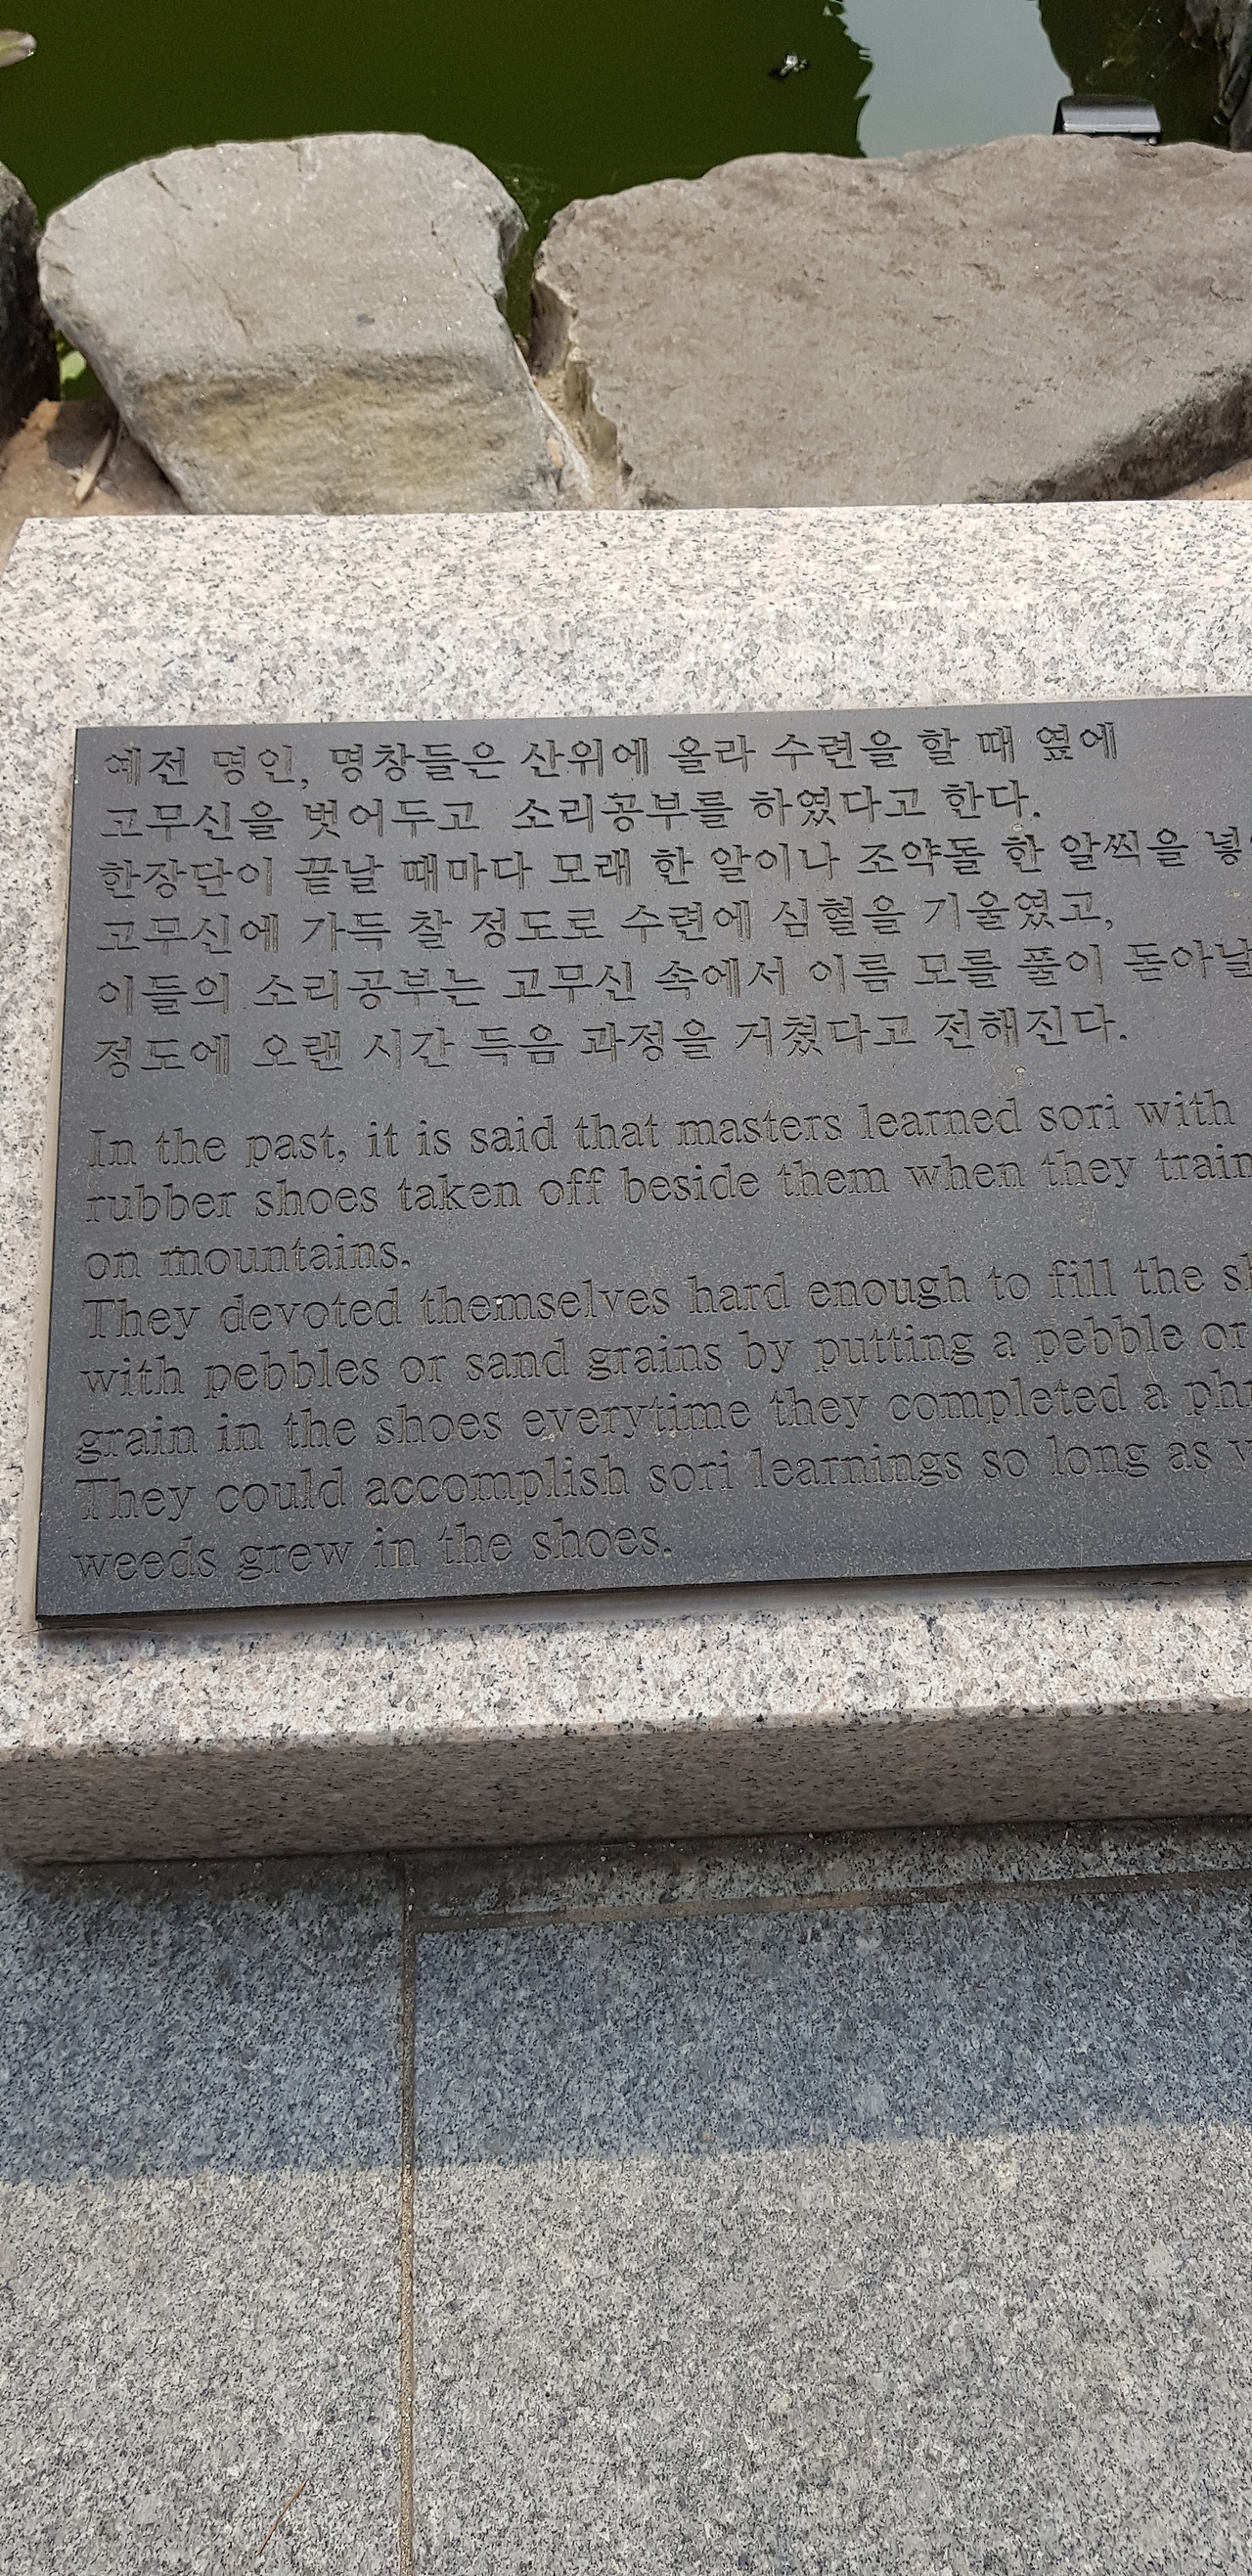 예전 명인, 명창들은 산위에 올라 수련을 할 때 옆에
고무신을 벗어두고 소리공부를 하였다고 한다.
한장단이 끝날 때마다 모래 한 알이나 조약돌 한 알씩을
고무신에 가득 찰 정도로 수련에 심혈을 기울였고,
이들의 소리공부는 고무신 속에서 이름 모를 풀이 돋아날
정도에 오랜 시간 득음 과정을 거쳤다고 전해진다.
In the past, it is said that masters learned sori with
rubber shoes taken off beside them when they train
on mountains.
They devoted themselves hard enough to fill the
with pebbles or sand grains by putting a pebble or
grain in the shoes everytime they completed a
They could accomplish sori learnings so long as
weeds grew in the shoes.